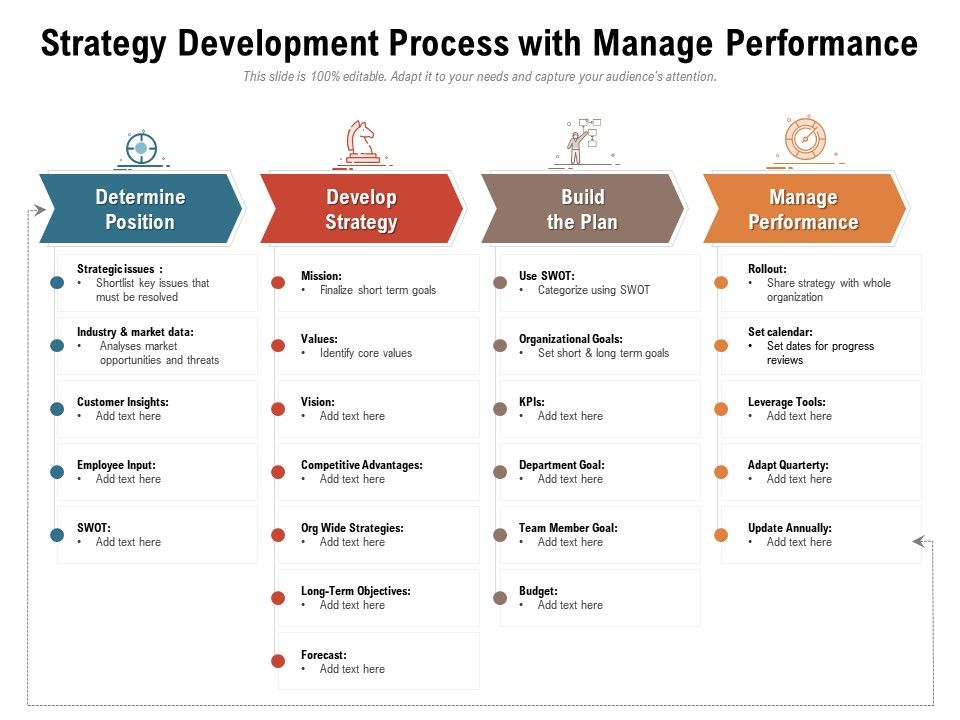 Strategy Development Process with Manage Performance
This slide is 100% editable. Adapt it to your needs and capture your audience's attention.
Determine
Position
Strategic issues :
• Shortlist key issues that
must be resolved
Industry & market data:
• Analyses market
opportunities and threats
Customer Insights:
• Add text here
Employee Input:
• Add text here
SWOT:
• Add text here
Develop
Strategy
Mission:
• Finalize short term goals
Values:
• Identify core values
Vision:
• Add text here
Competitive Advantages:
• Add text here
Org Wide Strategies:
• Add text here
Long-Term Objectives:
• Add text here
Forecast:
• Add text here
Build
the Plan
Use SWOT:
• Categorize using SWOT
Organizational Goals:
• Set short & long term goals
KPIs:
• Add text here
Department Goal:
• Add text here
Team Member Goal:
• Add text here
Budget:
• Add text here
Manage
Performance
Rollout:
• Share strategy with whole
organization
Set calendar:
• Set dates for progress
reviews
Leverage Tools:
• Add text here
Adapt Quarterty:
• Add text here
Update Annually:
• Add text here